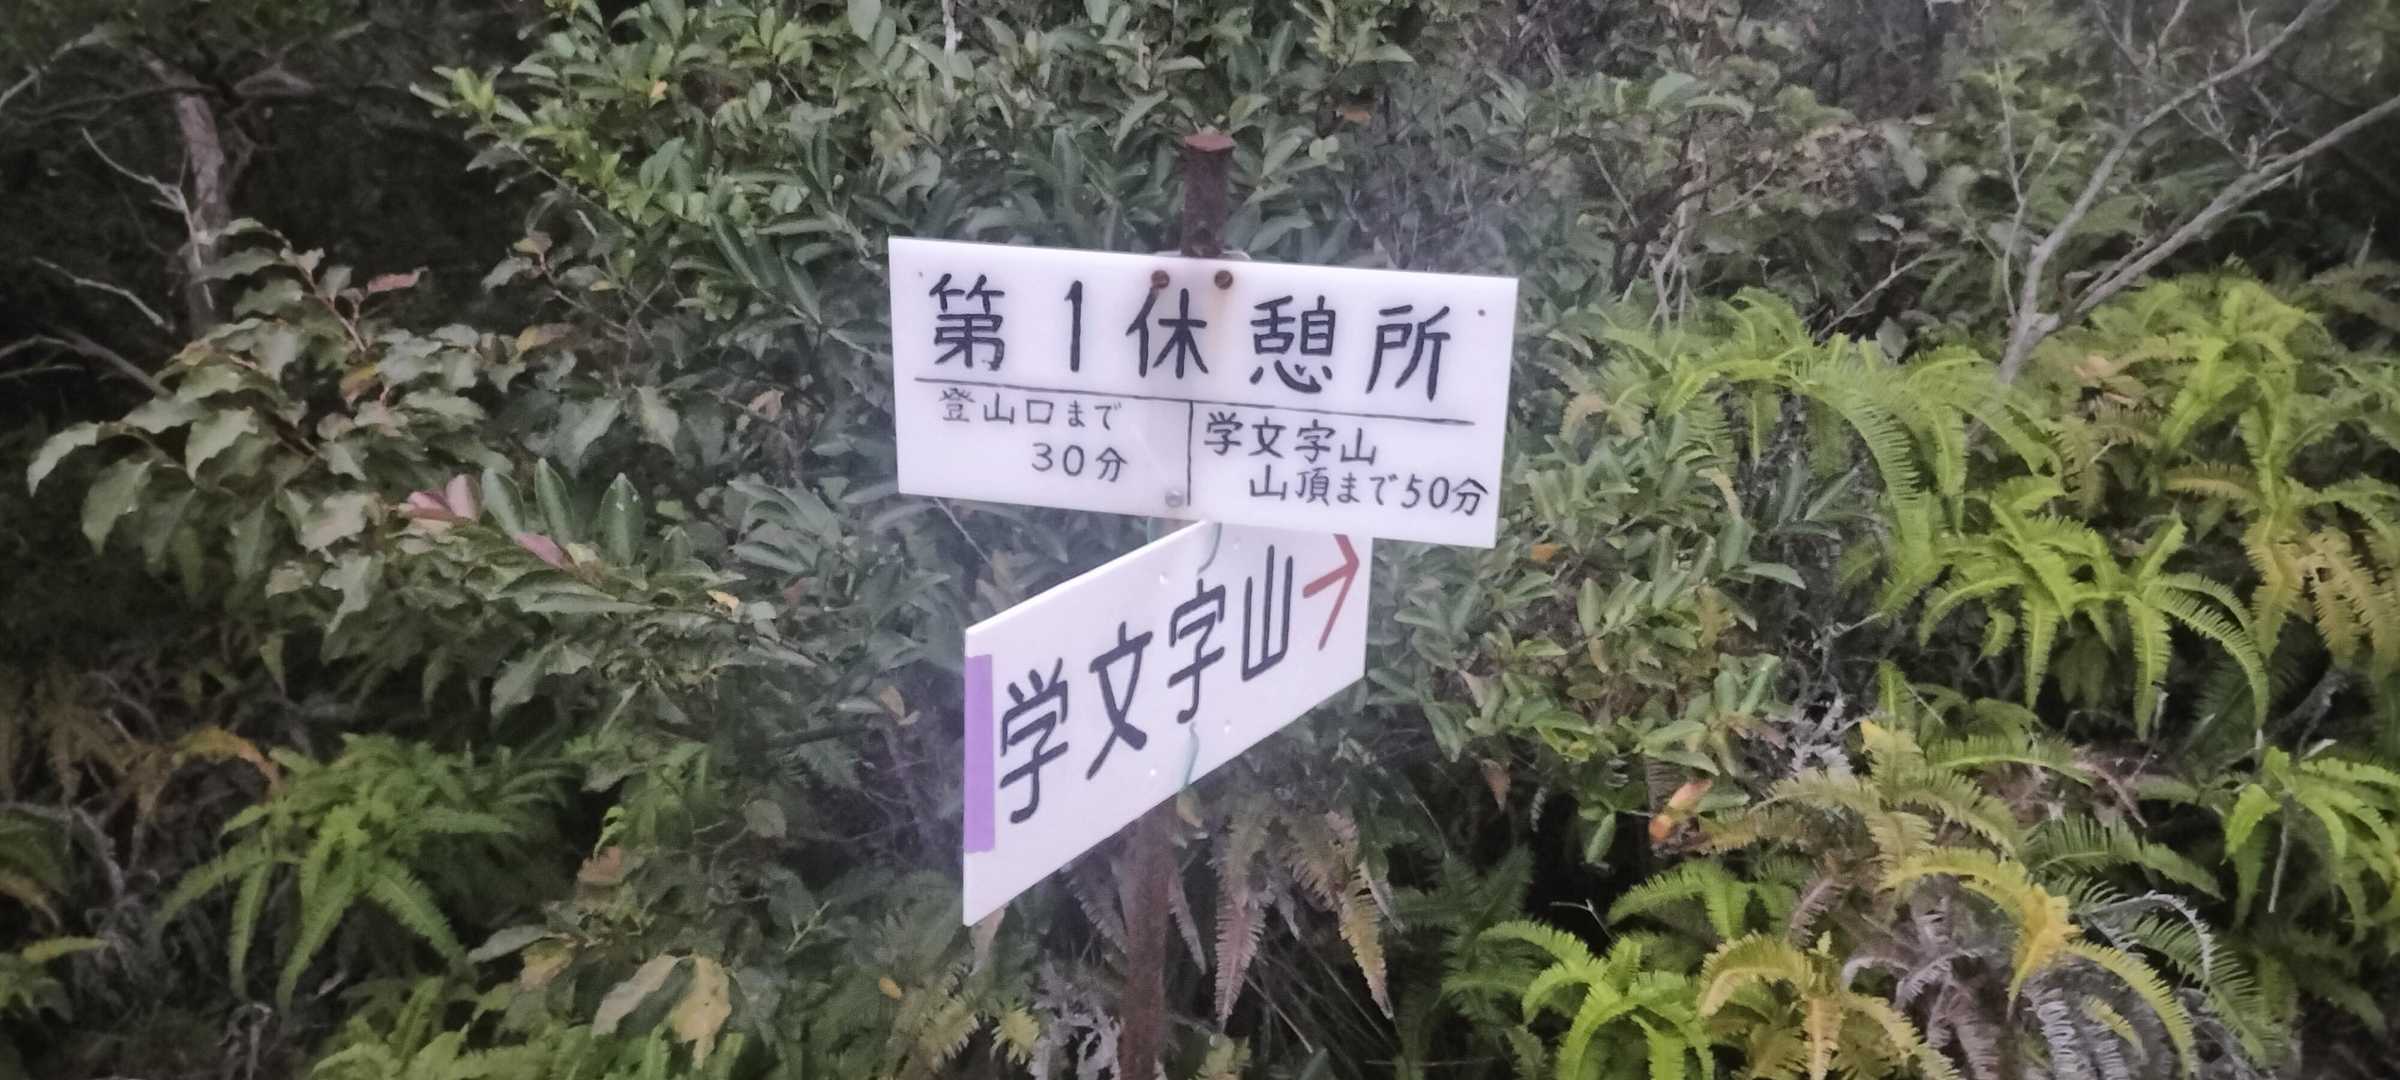 第1休憩所
登山口まで
30分
学文字山
山頂まで50分
学文字山→